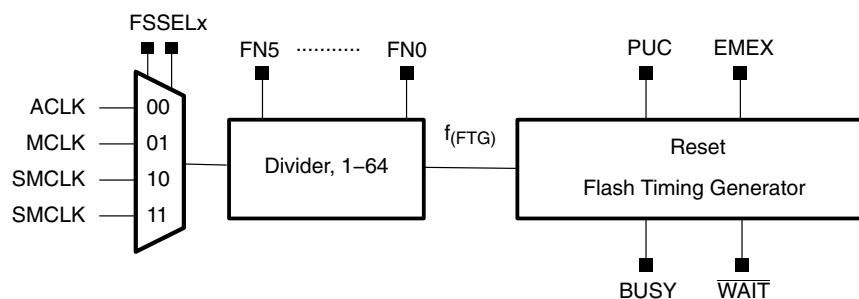 FSSELx
FN5 ........... FN0
PUC EMEX
ACLK 00
MCLK 01
SMCLK 10
SMCLK 11
Divider, 1–64
f(FTG)
Reset
Flash Timing Generator
BUSY WAIT